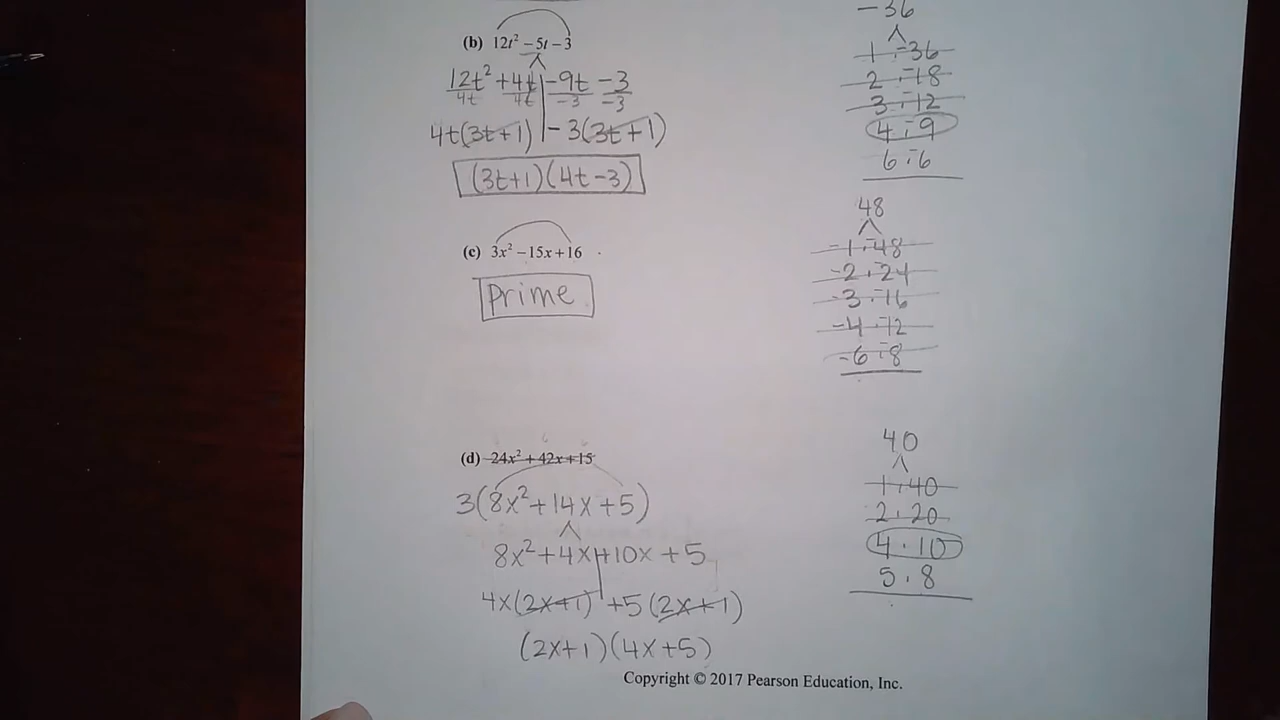 (b) 12t² − 5t − 3
12t² + 4t − 9t − 3
4t 4t −3 −3
4t(3t+1) − 3(3t+1)
(3t+1)(4t−3)
−36
1 · −36
2 · −18
3 · −12
4 · −9
6 · −6
(c) 3x² − 15x + 16
prime
48
−1 · −48
−2 · −24
−3 · −16
−4 · −12
−6 · −8
(d) 24x² + 42x + 15
3(8x² + 14x + 5)
8x² + 4x + 10x + 5
4x(2x+1) + 5(2x+1)
(2x+1)(4x+5)
40
1 · 40
2 · 20
4 · 10
5 · 8
Copyright © 2017 Pearson Education, Inc.